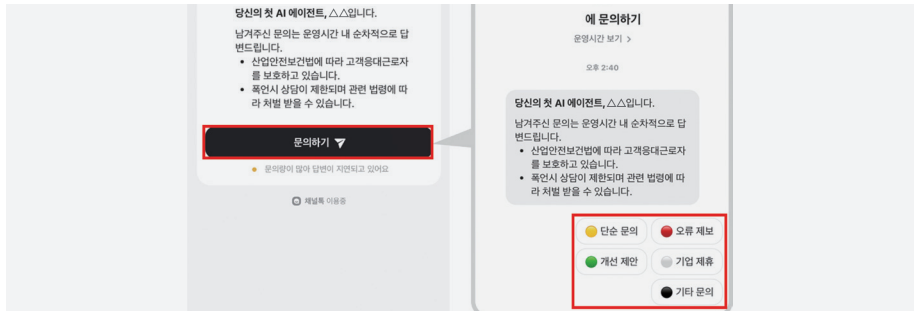 당신의 첫 AI 에이전트, △△입니다.
남겨주신 문의는 운영시간 내 순차적으로 답
변드립니다.
• 산업안전보건법에 따라 고객응대근로자
를 보호하고 있습니다.
• 폭언시 상담이 제한되며 관련 법령에 따
라 처벌 받을 수 있습니다.
문의하기
문의량이 많아 답변이 지연되고 있어요
채널톡 이용중
에 문의하기
운영시간 보기 >
오후 2:40
당신의 첫 AI 에이전트, △△입니다.
남겨주신 문의는 운영시간 내 순차적으로 답
변드립니다.
• 산업안전보건법에 따라 고객응대근로자
를 보호하고 있습니다.
• 폭언시 상담이 제한되며 관련 법령에 따
라 처벌 받을 수 있습니다.
단순 문의 오류 제보
개선 제안 기업 제휴
기타 문의